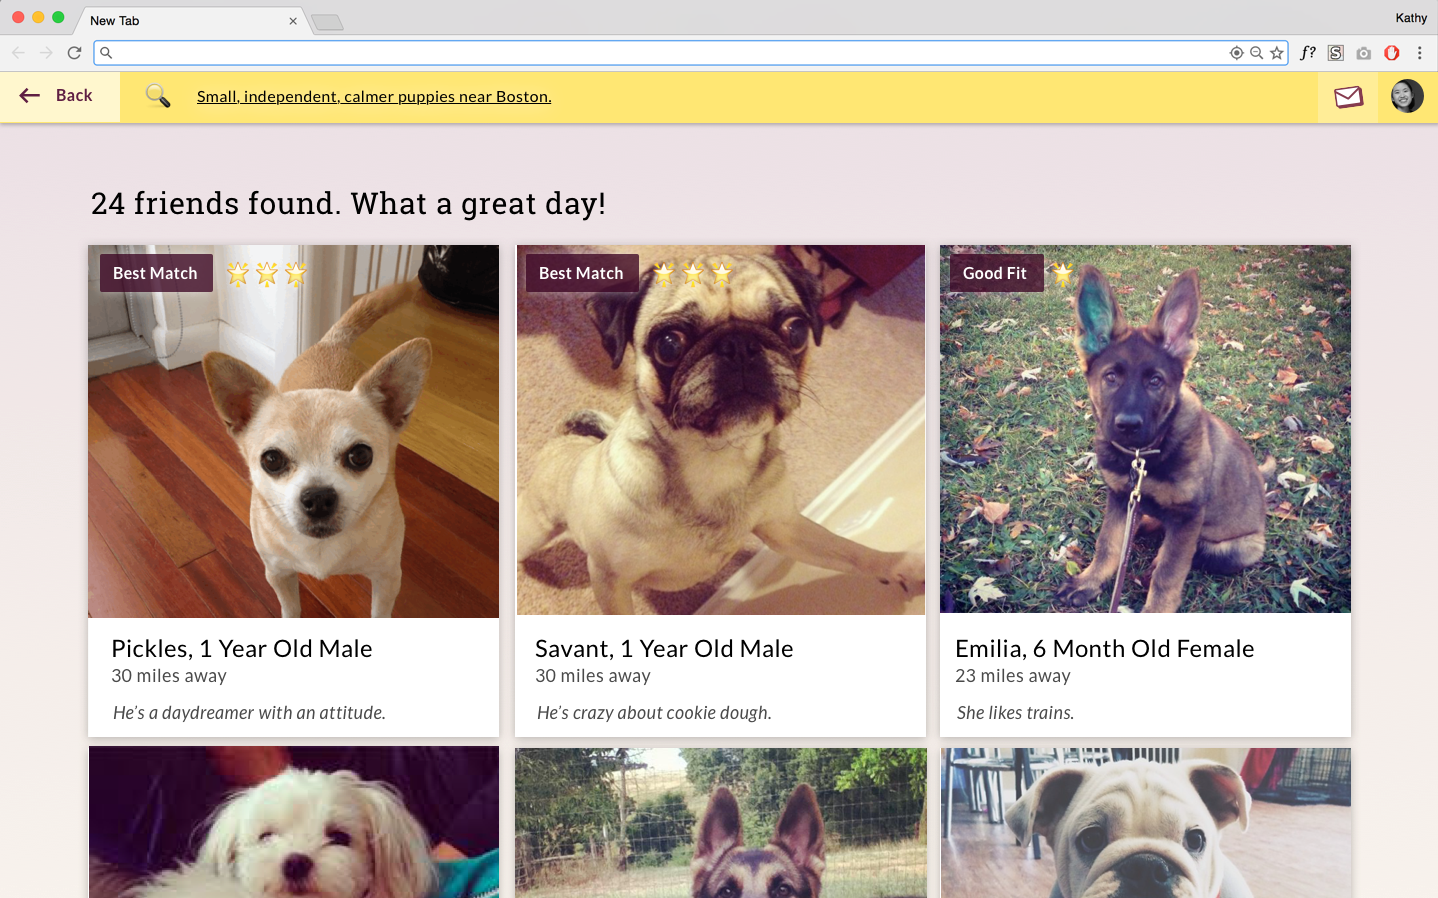 New Tab
Kathy
f?
S
Back
Small, independent, calmer puppies near Boston.
24 friends found. What a great day!
Best Match
Best Match
Good Fit
Pickles, 1 Year Old Male
30 miles away
He's a daydreamer with an attitude.
Savant, 1 Year Old Male
30 miles away
He's crazy about cookie dough.
Emilia, 6 Month Old Female
23 miles away
She likes trains.